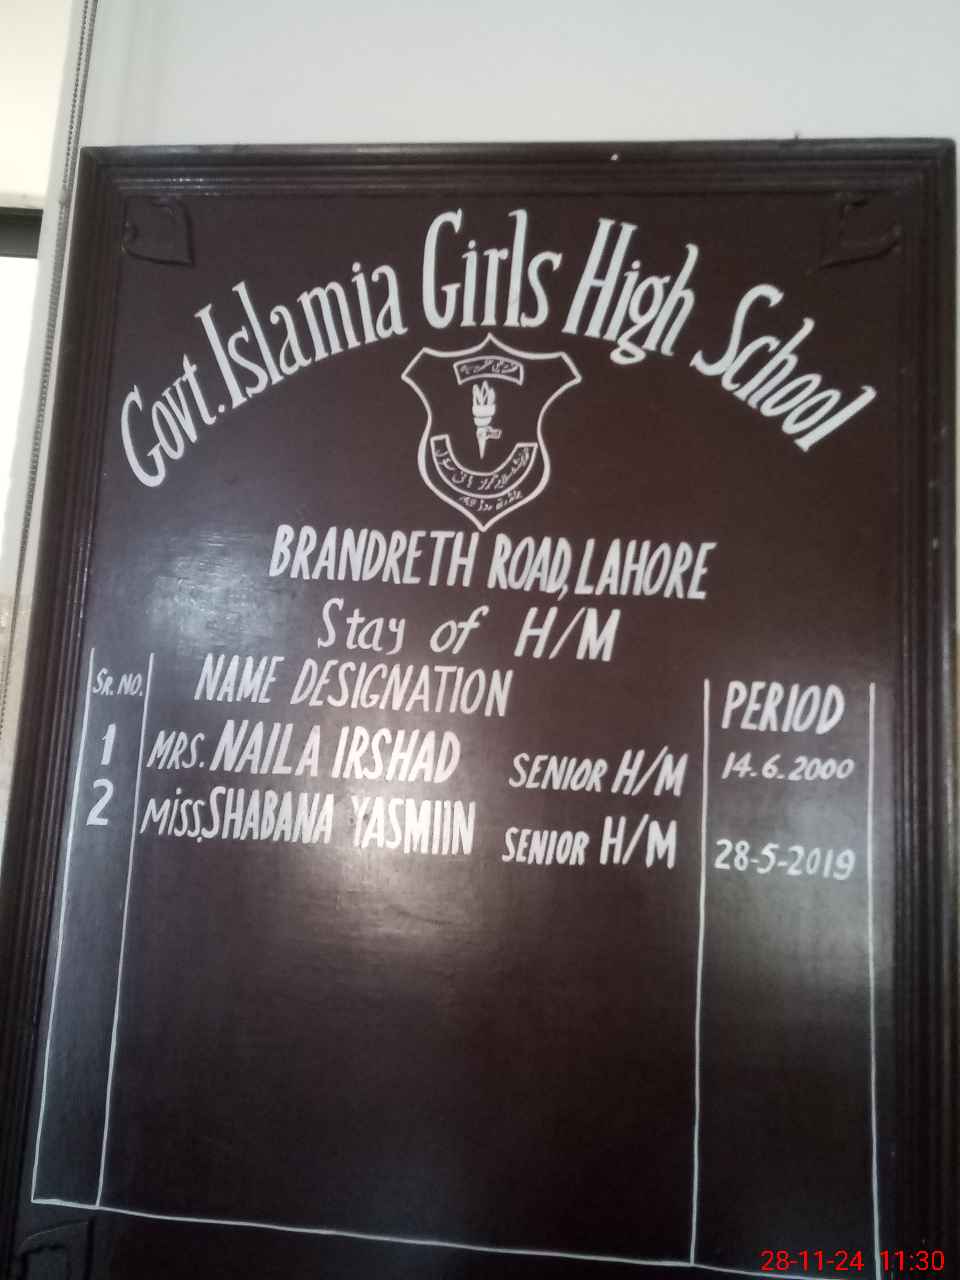 Govt. Islamia Girls High School
BRANDRETH ROAD, LAHORE
Stay of H/M
SR. NO. NAME DESIGNATION PERIOD
1 MRS. NAILA IRSHAD SENIOR H/M 14.6.2000
2 MISS. SHABANA YASMIIN SENIOR H/M 28-5-2019
28-11-24 11:30